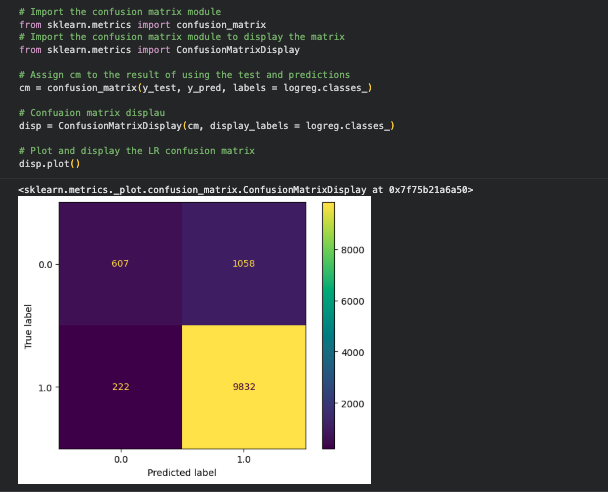 # Import the confusion matrix module
from sklearn.metrics import confusion_matrix
# Import the confusion matrix module to display the matrix
from sklearn.metrics import ConfusionMatrixDisplay
# Assign cm to the result of using the test and predictions
cm = confusion_matrix(y_test, y_pred, labels = logreg.classes_)
# Confuaion matrix displau
disp = ConfusionMatrixDisplay(cm, display_labels = logreg.classes_)
# Plot and display the LR confusion matrix
disp.plot()
<sklearn.metrics._plot.confusion_matrix.ConfusionMatrixDisplay at 0x7f75b21a6a50>
0.0
607
1058
8000
6000
True label
4000
1.0
222
9832
2000
0.0
1.0
Predicted label